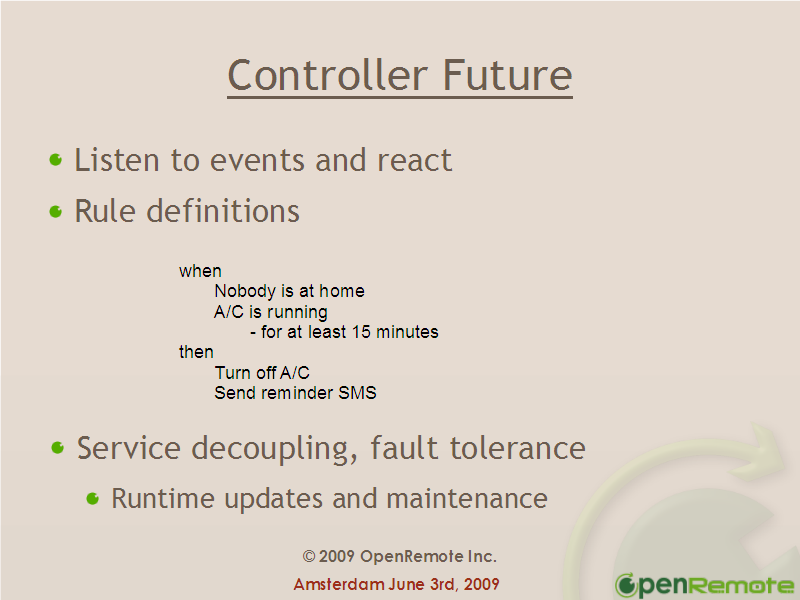 Controller Future
Listen to events and react
Rule definitions
when
Nobody is at home
A/C is running
- for at least 15 minutes
then
Turn off A/C
Send reminder SMS
Service decoupling, fault tolerance
Runtime updates and maintenance
© 2009 OpenRemote Inc.
Amsterdam June 3rd, 2009
OpenRemote